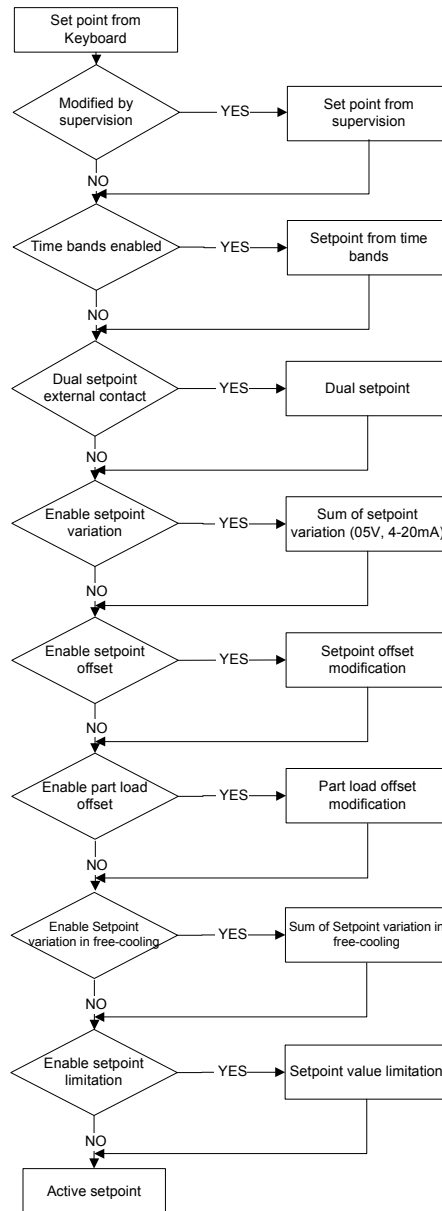 Set point from
Keyboard
Modified by
supervision
YES
Set point from
supervision
NO
Time bands enabled
YES
Setpoint from time
bands
NO
Dual setpoint
external contact
YES
Dual setpoint
NO
Enable setpoint
variation
YES
Sum of setpoint
variation (05V, 4-20mA)
NO
Enable setpoint
offset
YES
Setpoint offset
modification
NO
Enable part load
offset
YES
Part load offset
modification
NO
Enable Setpoint
variation in free-cooling
YES
Sum of Setpoint variation in
free-cooling
NO
Enable setpoint
limitation
YES
Setpoint value limitation
NO
Active setpoint